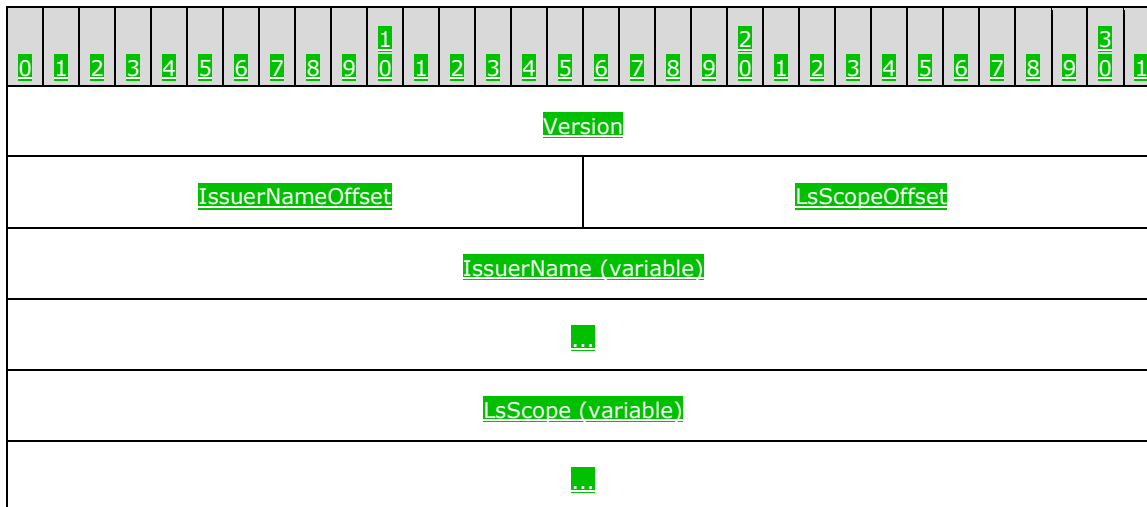 1 2 3
0 1 2 3 4 5 6 7 8 9 0 1 2 3 4 5 6 7 8 9 0 1 2 3 4 5 6 7 8 9 0 1
Version
IssuerNameOffset LsScopeOffset
IssuerName (variable)
...
LsScope (variable)
...